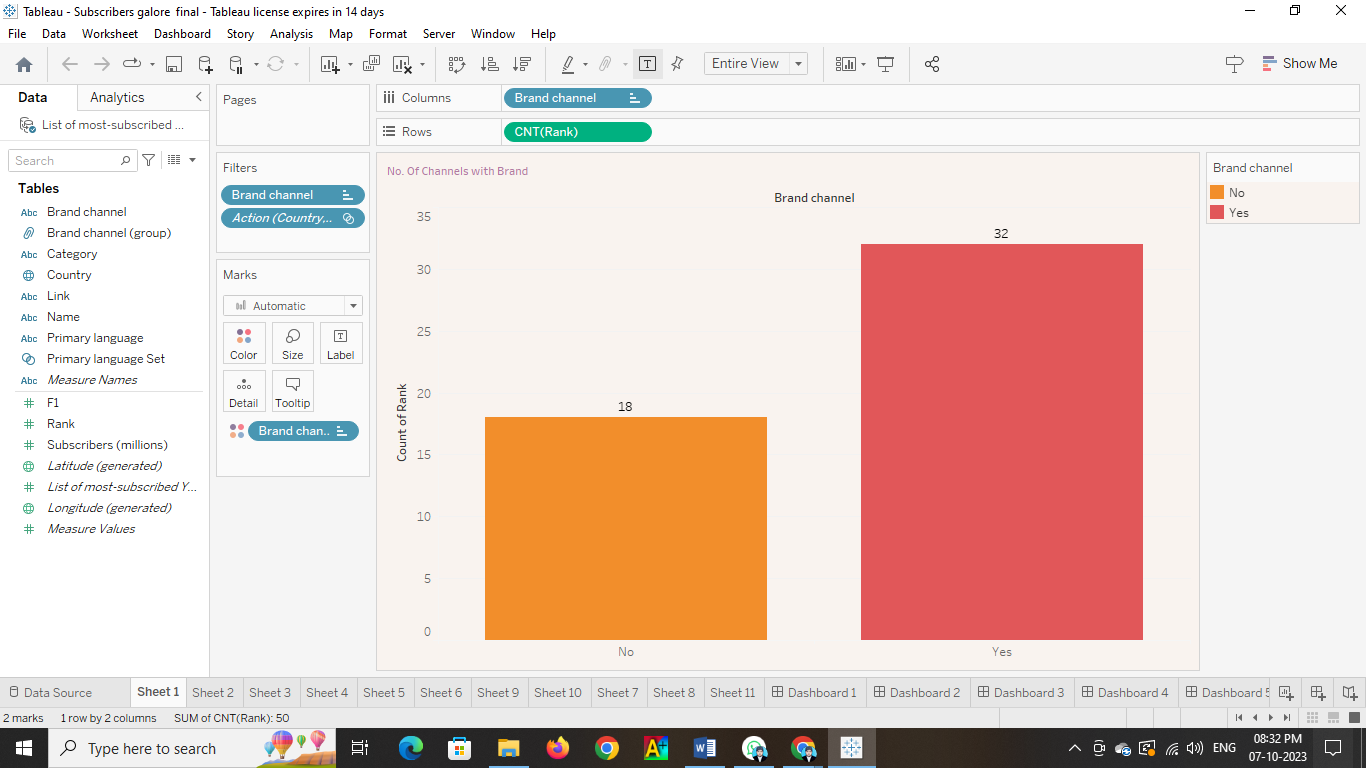 Tableau - Subscribers galore  final - Tableau license expires in 14 days
File Data Worksheet Dashboard Story Analysis Map Format Server Window Help
Entire View
Show Me
Data Analytics
List of most-subscribed ...
Search
Tables
Abc Brand channel
Brand channel (group)
Abc Category
Country
Abc Link
Abc Name
Abc Primary language
Primary language Set
Abc Measure Names
F1
Rank
Subscribers (millions)
Latitude (generated)
List of most-subscribed Y...
Longitude (generated)
Measure Values
Pages
Filters
Brand channel
Action (Country,..
Marks
Automatic
Color Size Label
Detail Tooltip
Brand chan..
Columns Brand channel
Rows CNT(Rank)
No. Of Channels with Brand
Brand channel
35
30
25
20
15
10
5
0
Count of Rank
18
32
No Yes
Brand channel
No
Yes
Data Source Sheet 1 Sheet 2 Sheet 3 Sheet 4 Sheet 5 Sheet 6 Sheet 9 Sheet 10 Sheet 7 Sheet 8 Sheet 11 Dashboard 1 Dashboard 2 Dashboard 3 Dashboard 4 Dashboard 5
2 marks 1 row by 2 columns SUM of CNT(Rank): 50
Type here to search
ENG
08:32 PM
07-10-2023